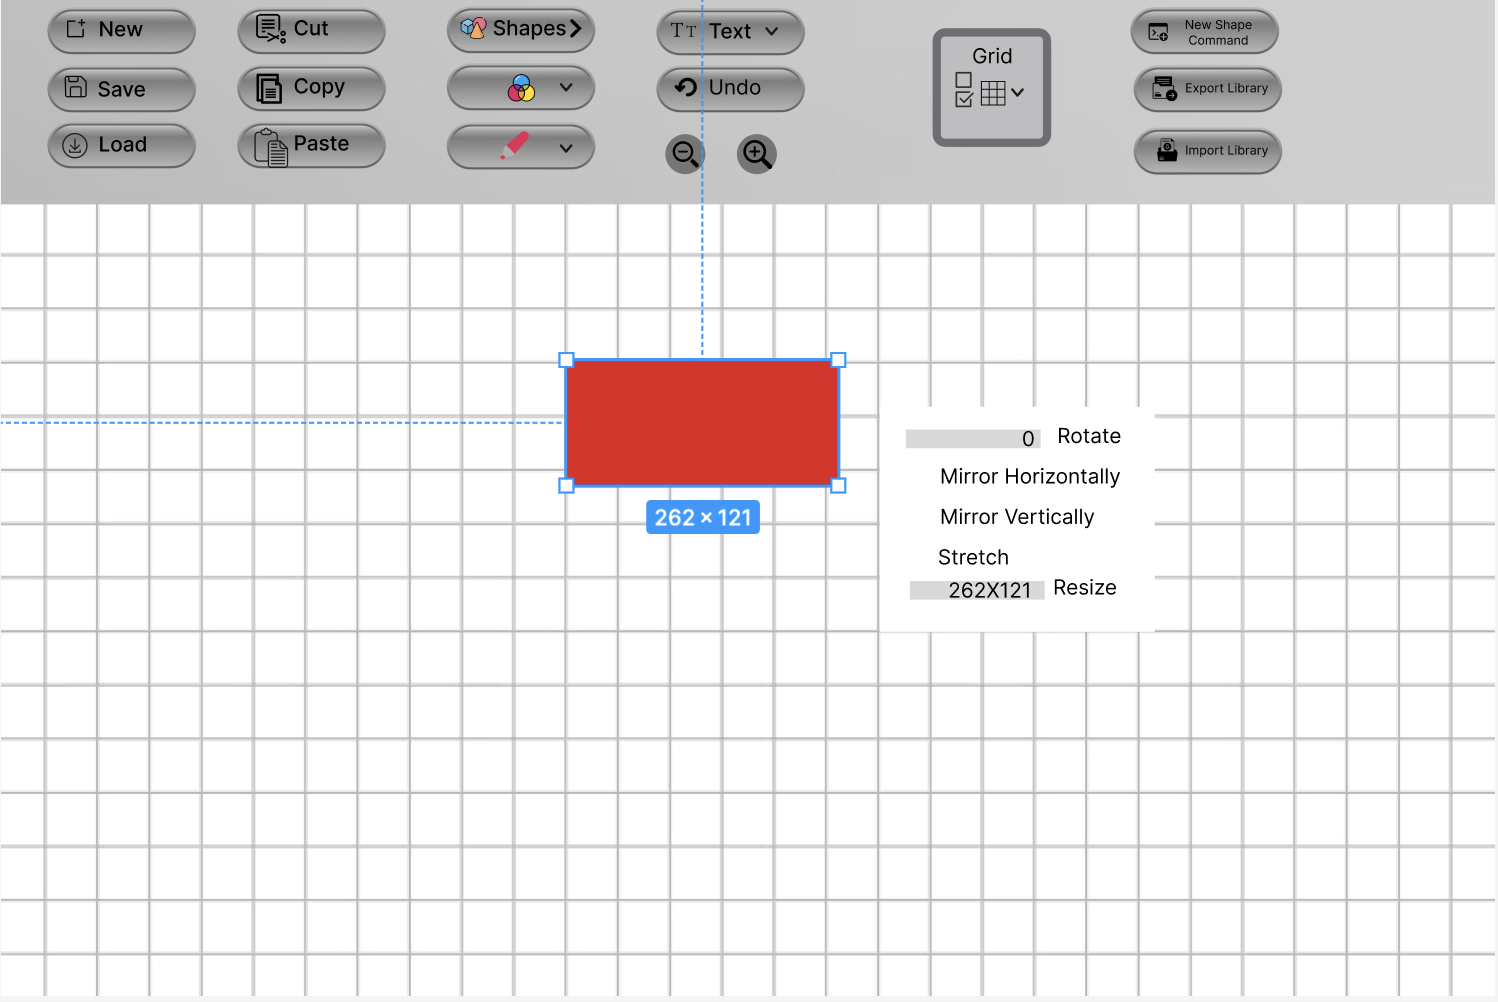 New
Cut
Shapes
Text
Save
Copy
Undo
Load
Paste
Grid
New Shape
Command
Export Library
Import Library
262 × 121
0 Rotate
Mirror Horizontally
Mirror Vertically
Stretch
262X121 Resize